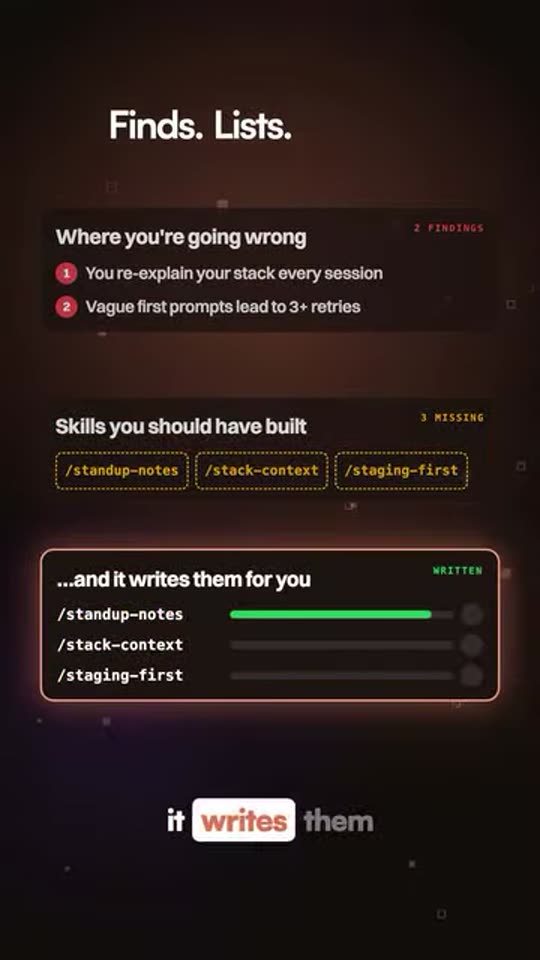 Finds. Lists.
Where you're going wrong
2 FINDINGS
1 You re-explain your stack every session
2 Vague first prompts lead to 3+ retries
Skills you should have built
3 MISSING
/standup-notes /stack-context /staging-first
...and it writes them for you
WRITTEN
/standup-notes
/stack-context
/staging-first
it writes them